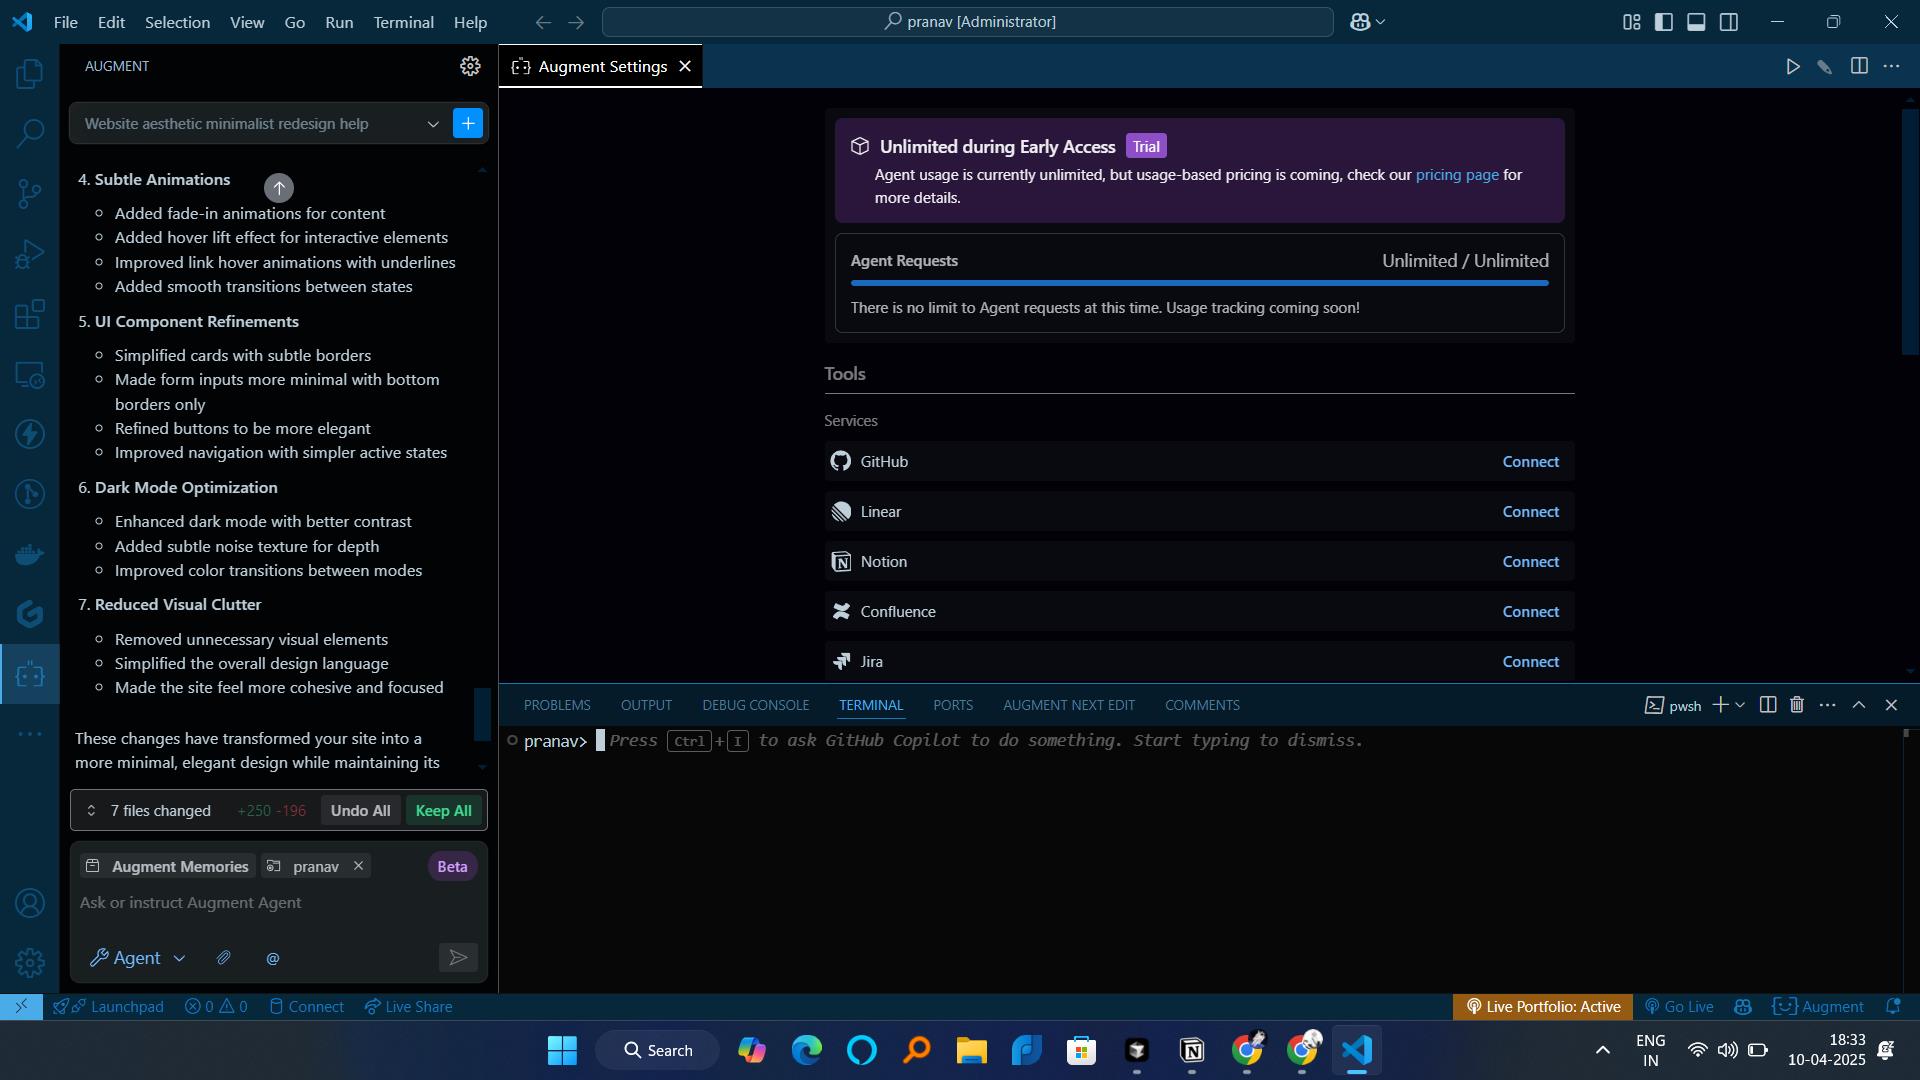 File Edit Selection View Go Run Terminal Help
pranav [Administrator]
AUGMENT
Website aesthetic minimalist redesign help
4. Subtle Animations
Added fade-in animations for content
Added hover lift effect for interactive elements
Improved link hover animations with underlines
Added smooth transitions between states
5. UI Component Refinements
Simplified cards with subtle borders
Made form inputs more minimal with bottom
borders only
Refined buttons to be more elegant
Improved navigation with simpler active states
6. Dark Mode Optimization
Enhanced dark mode with better contrast
Added subtle noise texture for depth
Improved color transitions between modes
7. Reduced Visual Clutter
Removed unnecessary visual elements
Simplified the overall design language
Made the site feel more cohesive and focused
These changes have transformed your site into a
more minimal, elegant design while maintaining its
7 files changed +250 -196 Undo All Keep All
Augment Memories pranav Beta
Ask or instruct Augment Agent
Agent @
Augment Settings
Unlimited during Early Access Trial
Agent usage is currently unlimited, but usage-based pricing is coming, check our pricing page for
more details.
Agent Requests Unlimited / Unlimited
There is no limit to Agent requests at this time. Usage tracking coming soon!
Tools
Services
GitHub Connect
Linear Connect
Notion Connect
Confluence Connect
Jira Connect
PROBLEMS OUTPUT DEBUG CONSOLE TERMINAL PORTS AUGMENT NEXT EDIT COMMENTS
pwsh
pranav> Press Ctrl+I to ask GitHub Copilot to do something. Start typing to dismiss.
Launchpad 0 0 Connect Live Share
Live Portfolio: Active Go Live Augment
Search
ENG
IN
18:33
10-04-2025